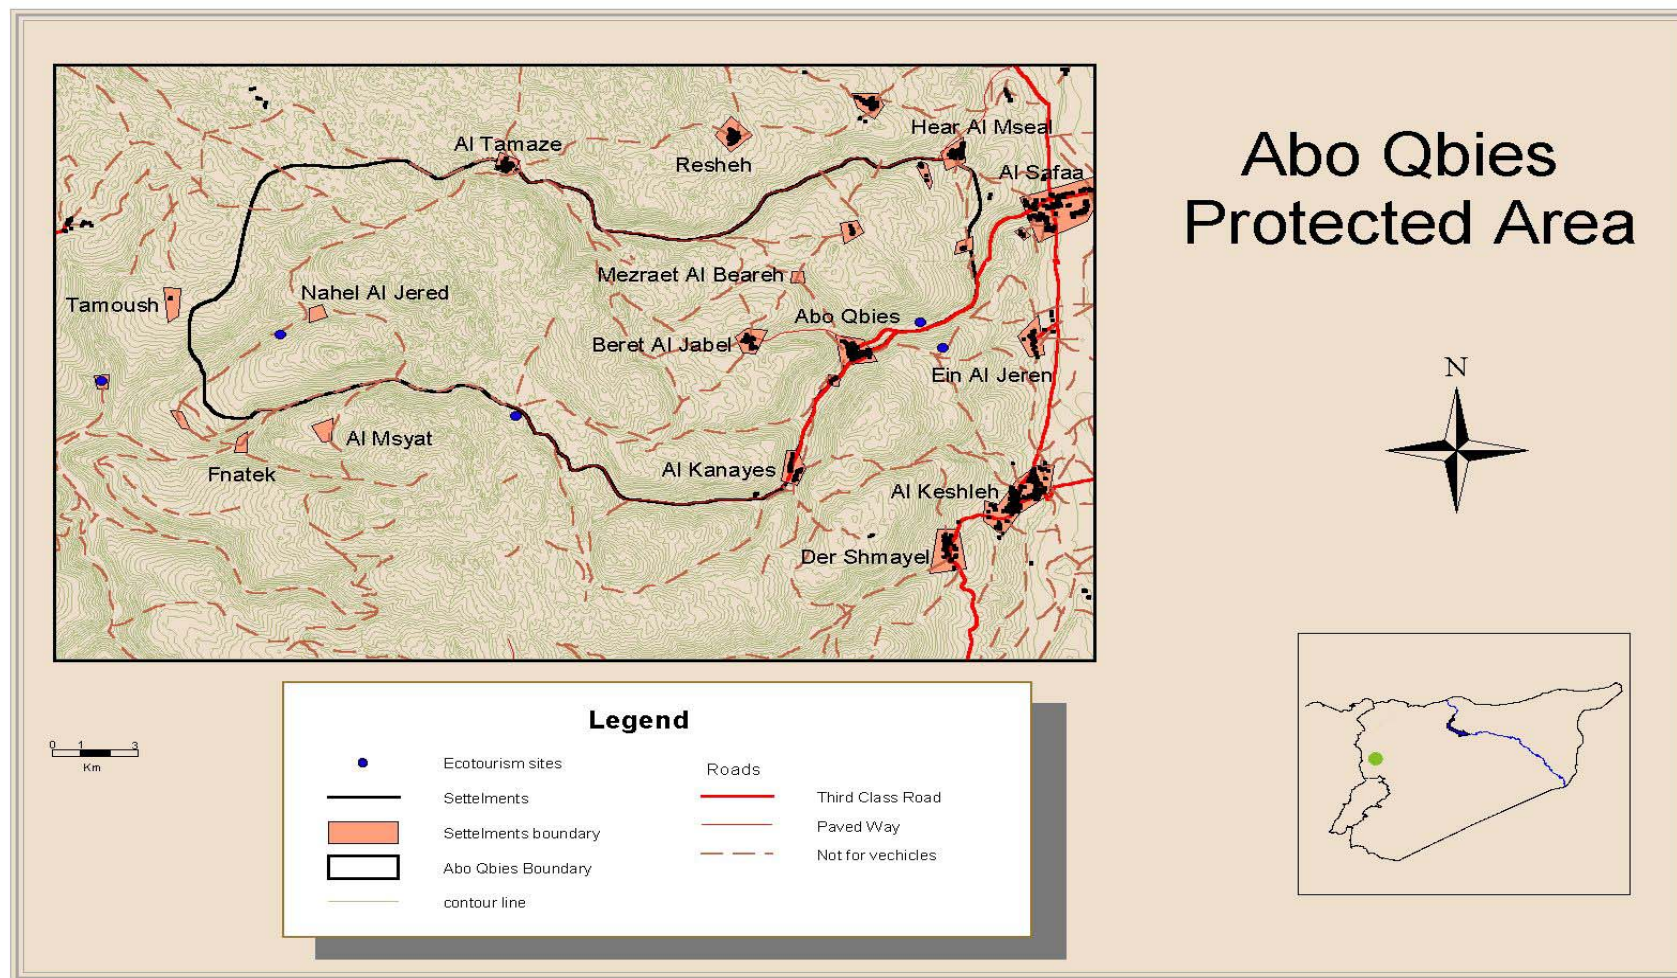 Abo Qbies
Protected Area
Hear Al Mseal
Al Tamaze
Resheh
Al Safaa
Mezraet Al Beareh
Nahel Al Jered
Tamoush
Abo Qbies
Beret Al Jabel
Ein Al Jeren
Al Msyat
Fnatek
Al Kanayes
Al Keshleh
Der Shmayel
N
Legend
Ecotourism sites
Settelments
Settelments boundary
Abo Qbies Boundary
contour line
Roads
Third Class Road
Paved Way
Not for vechicles
0 1 3
Km